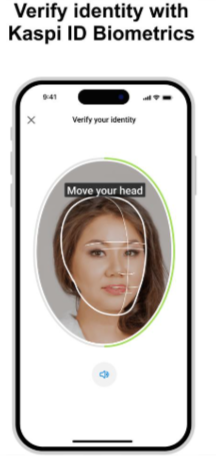 Verify identity with
Kaspi ID Biometrics
9:41
Verify your identity
Move your head